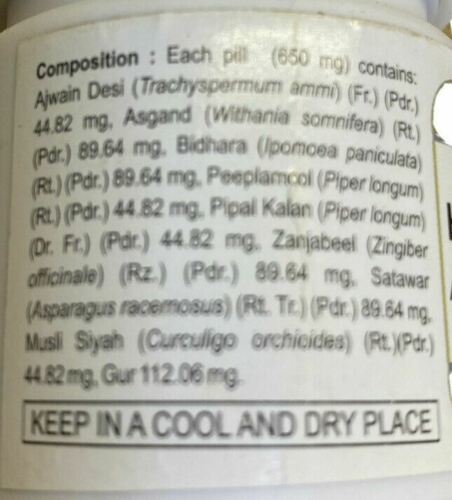 Composition : Each pill (650 mg) contains:
Ajwain Desi (Trachyspermum ammi) (Fr.) (Pdr.)
44.82 mg, Asgand (Withania somnifera) (Rt.)
(Pdr.) 89.64 mg, Bidhara (Ipomoea paniculata)
(Rt.) (Pdr.) 89.64 mg, Peeplamool (Piper longum)
(Rt.) (Pdr.) 44.82 mg, Pipal Kalan (Piper longum)
(Dr. Fr.) (Pdr.) 44.82 mg, Zanjabeel (Zingiber
officinale) (Rz.) (Pdr.) 89.64 mg, Satawar
(Asparagus racemosus) (Rt. Tr.) (Pdr.) 89.64 mg,
Musli Siyah (Curculigo orchioides) (Rt.)(Pdr.)
44.82 mg, Gur 112.06 mg.
KEEP IN A COOL AND DRY PLACE